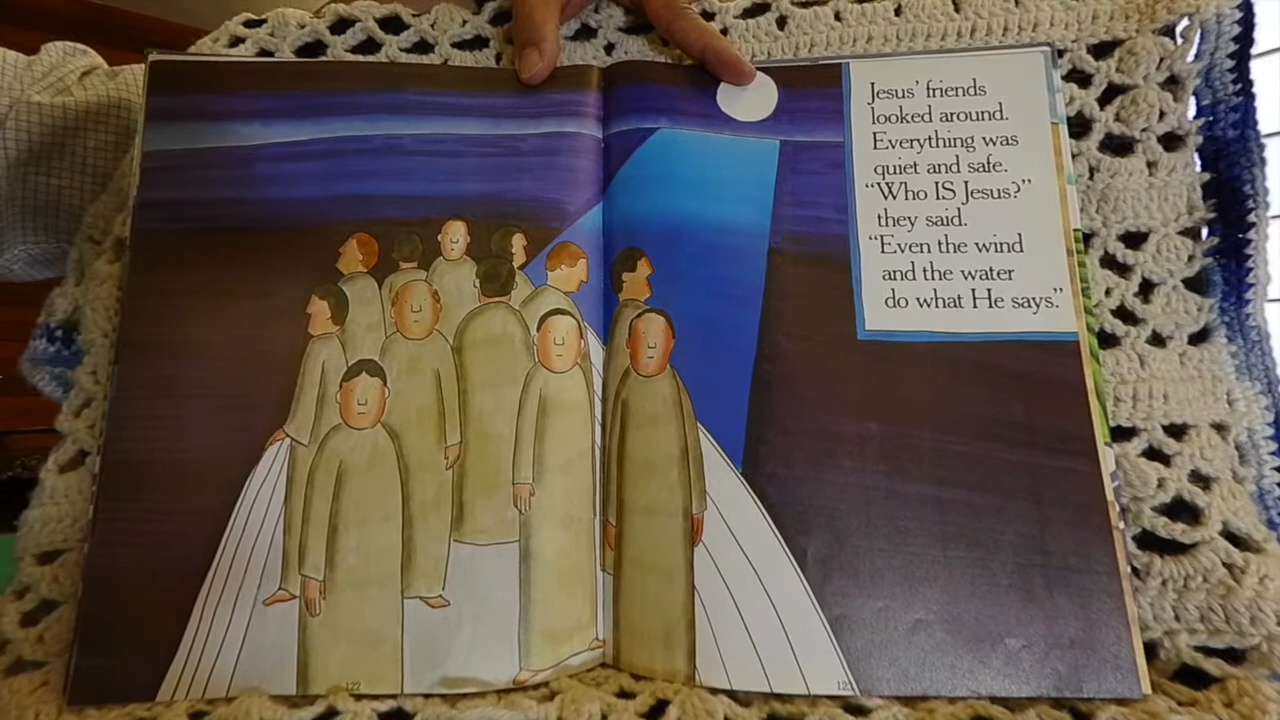 Jesus’ friends
looked around.
Everything was
quiet and safe.
“Who IS Jesus?”
they said.
“Even the wind
and the water
do what He says.”
122